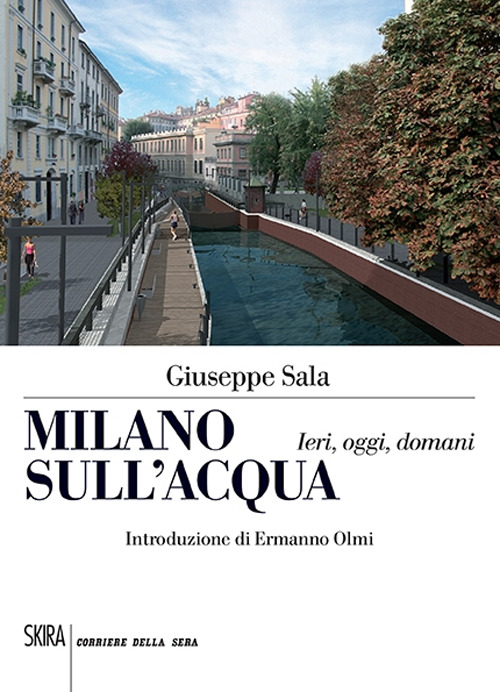 Giuseppe Sala
MILANO Ieri, oggi, domani
SULL'ACQUA
Introduzione di Ermanno Olmi
SKIRA CORRIERE DELLA SERA